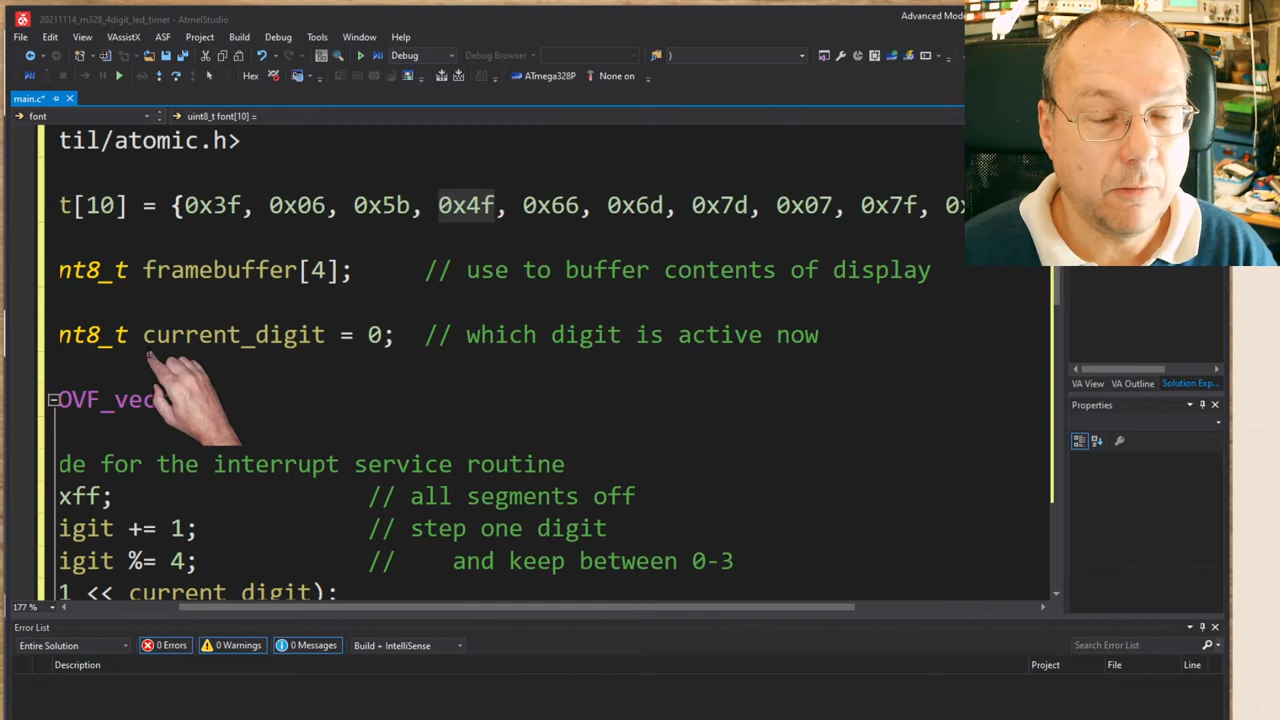 20211114_m328_4digit_led_timer - AtmelStudio
Advanced Mod
File Edit View VAssistX ASF Project Build Debug Tools Window Help
Debug Debug Browser )
Hex ATmega328P None on
main.c*
font uint8_t font[10] =
til/atomic.h>
t[10] = {0x3f, 0x06, 0x5b, 0x4f, 0x66, 0x6d, 0x7d, 0x07, 0x7f, 0x
nt8_t framebuffer[4]; // use to buffer contents of display
nt8_t current_digit = 0; // which digit is active now
OVF_vec
de for the interrupt service routine
xff; // all segments off
igit += 1; // step one digit
igit %= 4; // and keep between 0-3
1 << current_digit);
177 %
VA View VA Outline Solution Exp...
Properties
Error List
Entire Solution 0 Errors 0 Warnings 0 Messages Build + IntelliSense Search Error List
Description Project File Line